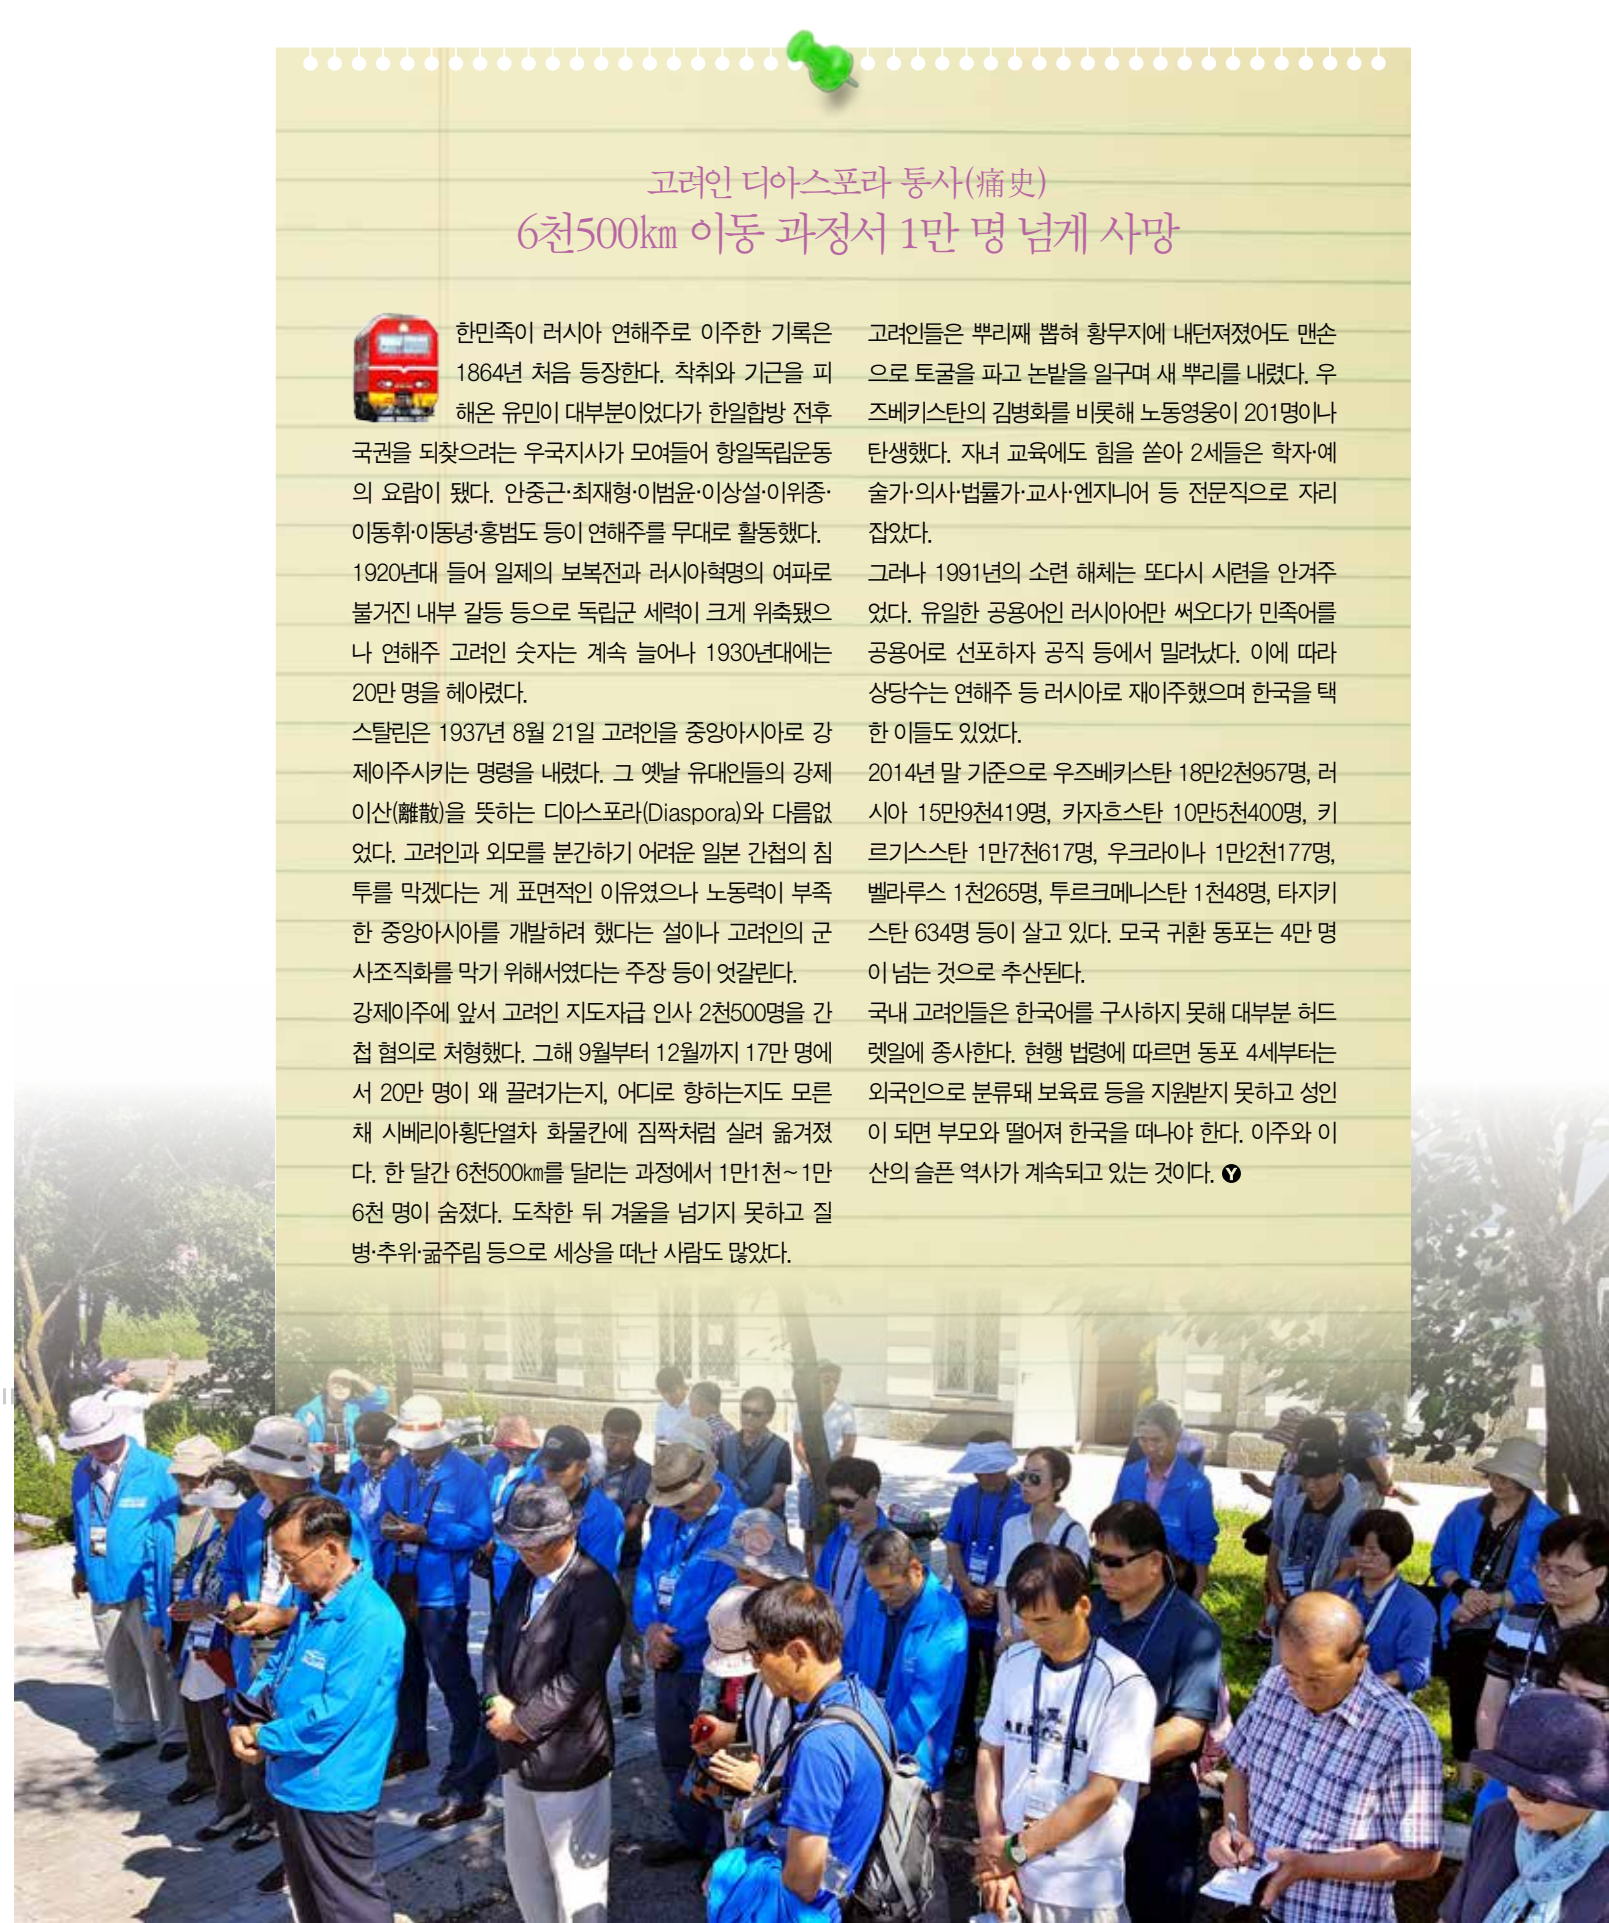 고려인 디아스포라 통사(痛史)
6천500㎞ 이동 과정서 1만 명 넘게 사망
한민족이 러시아 연해주로 이주한 기록은
1864년 처음 등장한다. 착취와 기근을 피
해온 유민이 대부분이었다가 한일합방 전후
국권을 되찾으려는 우국지사가 모여들어 항일독립운동
의 요람이 됐다. 안중근·최재형·이범윤·이상설·이위종·
이동휘·이동녕·홍범도 등이 연해주를 무대로 활동했다.
1920년대 들어 일제의 보복전과 러시아혁명의 여파로
불거진 내부 갈등 등으로 독립군 세력이 크게 위축됐으
나 연해주 고려인 숫자는 계속 늘어나 1930년대에는
20만 명을 헤아렸다.
스탈린은 1937년 8월 21일 고려인을 중앙아시아로 강
제이주시키는 명령을 내렸다. 그 옛날 유대인들의 강제
이산(離散)을 뜻하는 디아스포라(Diaspora)와 다름없
었다. 고려인과 외모를 분간하기 어려운 일본 간첩의 침
투를 막겠다는 게 표면적인 이유였으나 노동력이 부족
한 중앙아시아를 개발하려 했다는 설이나 고려인의 군
사조직화를 막기 위해서였다는 주장 등이 엇갈린다.
강제이주에 앞서 고려인 지도자급 인사 2천500명을 간
첩 혐의로 처형했다. 그해 9월부터 12월까지 17만 명에
서 20만 명이 왜 끌려가는지, 어디로 향하는지도 모른
채 시베리아횡단열차 화물칸에 짐짝처럼 실려 옮겨졌
다. 한 달간 6천500㎞를 달리는 과정에서 1만1천~1만
6천 명이 숨졌다. 도착한 뒤 겨울을 넘기지 못하고 질
병·추위·굶주림 등으로 세상을 떠난 사람도 많았다.
고려인들은 뿌리째 뽑혀 황무지에 내던져졌어도 맨손
으로 토굴을 파고 논밭을 일구며 새 뿌리를 내렸다. 우
즈베키스탄의 김병화를 비롯해 노동영웅이 201명이나
탄생했다. 자녀 교육에도 힘을 쏟아 2세들은 학자·예
술가·의사·법률가·교사·엔지니어 등 전문직으로 자리
잡았다.
그러나 1991년의 소련 해체는 또다시 시련을 안겨주
었다. 유일한 공용어인 러시아어만 써오다가 민족어를
공용어로 선포하자 공직 등에서 밀려났다. 이에 따라
상당수는 연해주 등 러시아로 재이주했으며 한국을 택
한 이들도 있었다.
2014년 말 기준으로 우즈베키스탄 18만2천957명, 러
시아 15만9천419명, 카자흐스탄 10만5천400명, 키
르기스스탄 1만7천617명, 우크라이나 1만2천177명,
벨라루스 1천265명, 투르크메니스탄 1천48명, 타지키
스탄 634명 등이 살고 있다. 모국 귀환 동포는 4만 명
이 넘는 것으로 추산된다.
국내 고려인들은 한국어를 구사하지 못해 대부분 허드
렛일에 종사한다. 현행 법령에 따르면 동포 4세부터는
외국인으로 분류돼 보육료 등을 지원받지 못하고 성인
이 되면 부모와 떨어져 한국을 떠나야 한다. 이주와 이
산의 슬픈 역사가 계속되고 있는 것이다. Y